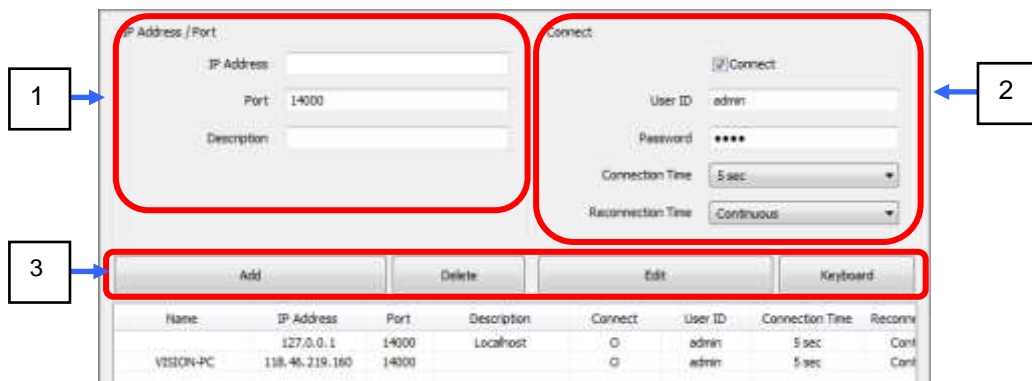 IP Address / Port
IP Address
Port 14000
Description
1
Connect
Connect
User ID admin
Password ••••
Connection Time 5 sec
Reconnection Time Continuous
2
3
Add Delete Edit Keyboard
Name IP Address Port Description Connect User ID Connection Time Reconne
127.0.0.1 14000 Localhost O admin 5 sec Cont
VISION-PC 118.46.219.160 14000 O admin 5 sec Cont